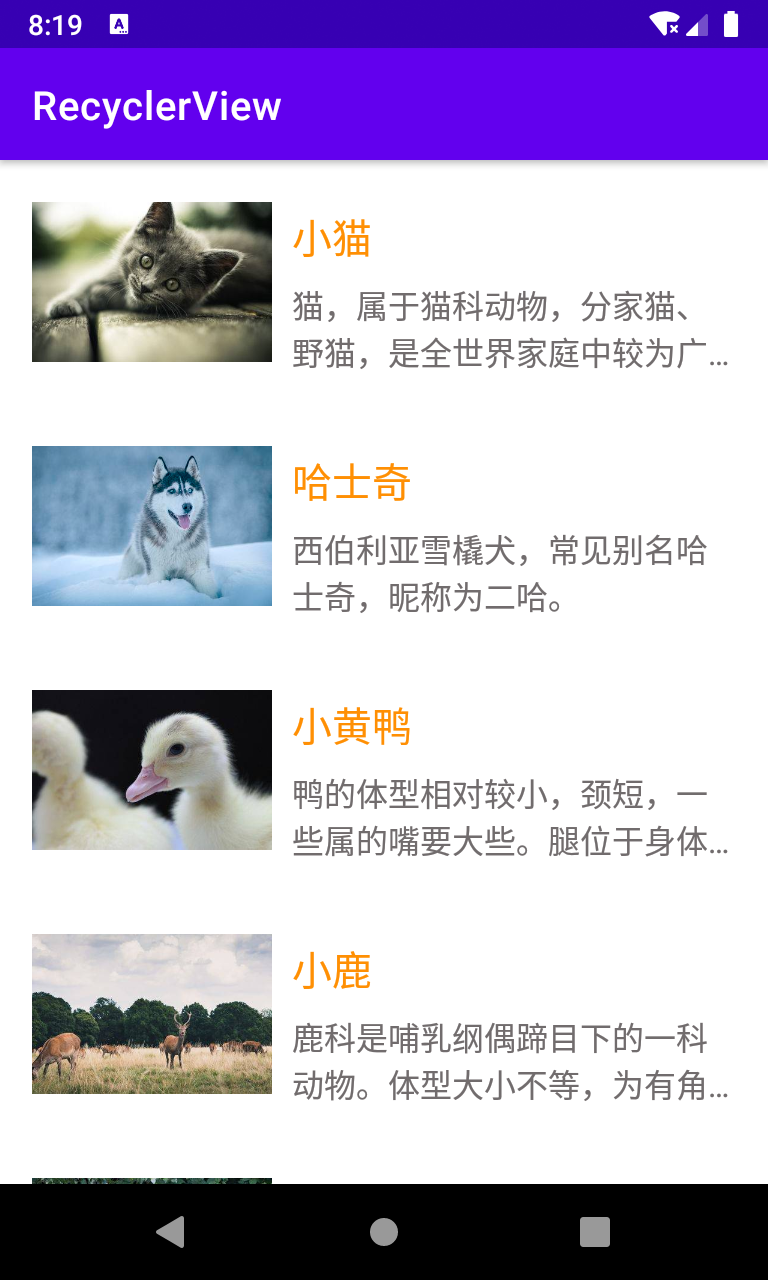 8:19
RecyclerView
小猫
猫，属于猫科动物，分家猫、
野猫，是全世界家庭中较为广…
哈士奇
西伯利亚雪橇犬，常见别名哈
士奇，昵称为二哈。
小黄鸭
鸭的体型相对较小，颈短，一
些属的嘴要大些。腿位于身体…
小鹿
鹿科是哺乳纲偶蹄目下的一科
动物。体型大小不等，为有角…